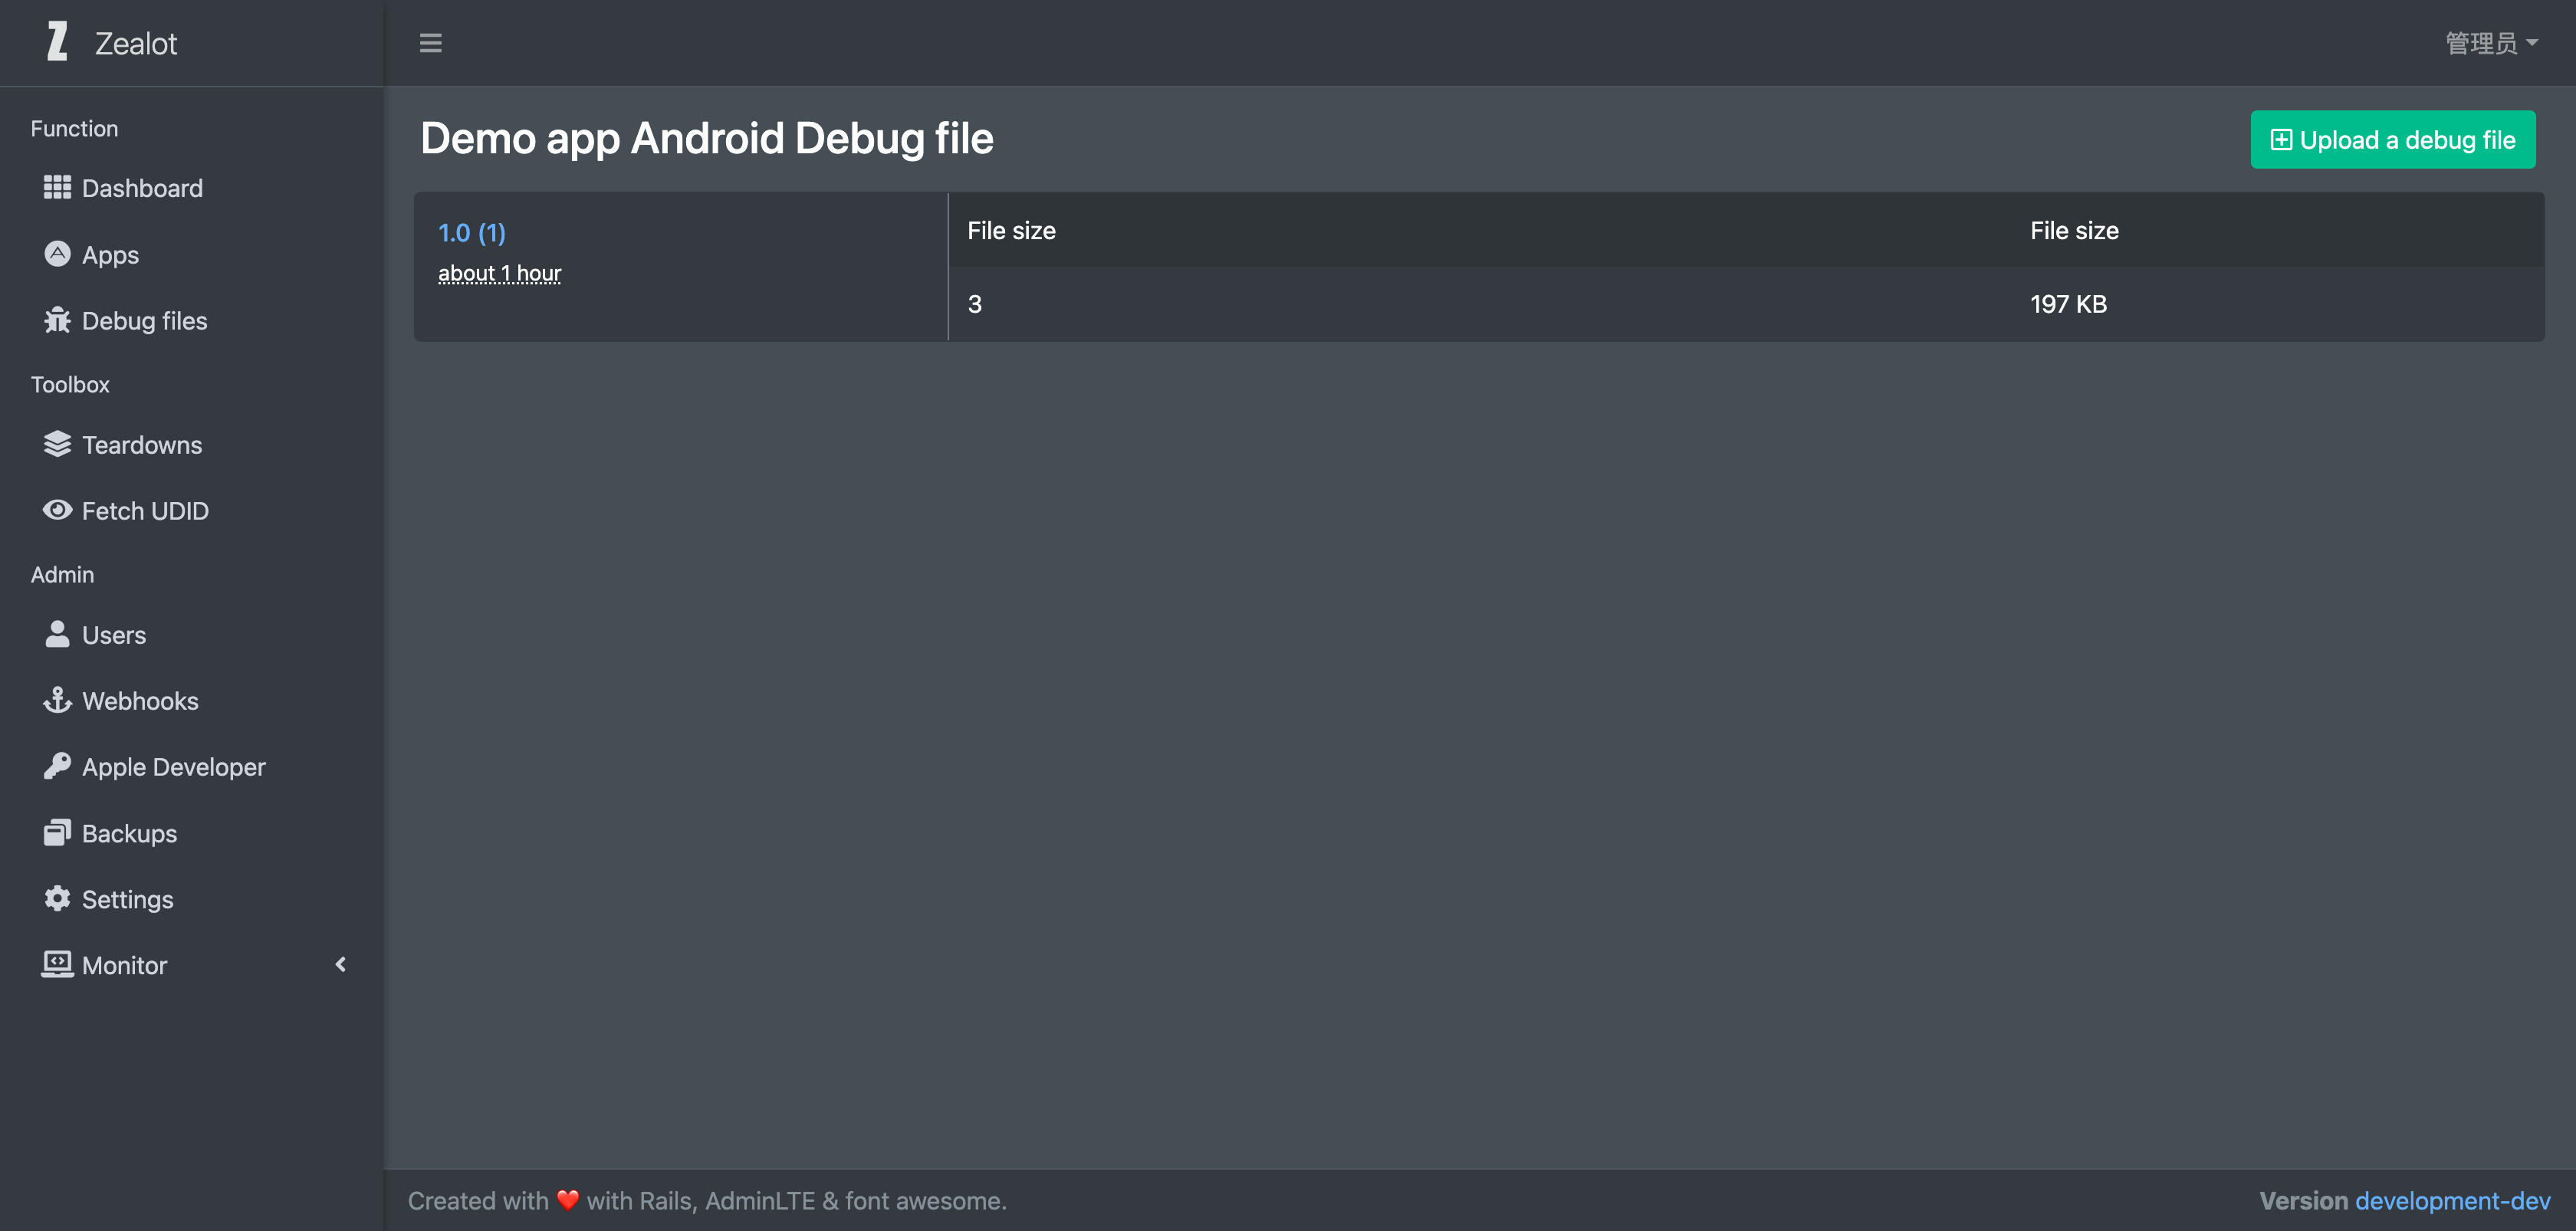 Z Zealot
管理员
Function
Dashboard
Apps
Debug files
Toolbox
Teardowns
Fetch UDID
Admin
Users
Webhooks
Apple Developer
Backups
Settings
Monitor
Demo app Android Debug file
Upload a debug file
1.0 (1)
about 1 hour
File size File size
3 197 KB
Created with ❤️ with Rails, AdminLTE & font awesome.
Version development-dev